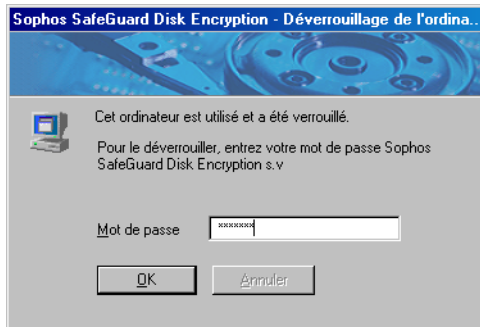 Sophos SafeGuard Disk Encryption - Déverrouillage de l'ordina..
Cet ordinateur est utilisé et a été verrouillé.
Pour le déverrouiller, entrez votre mot de passe Sophos
SafeGuard Disk Encryption s.v
Mot de passe
*******
OK
Annuler